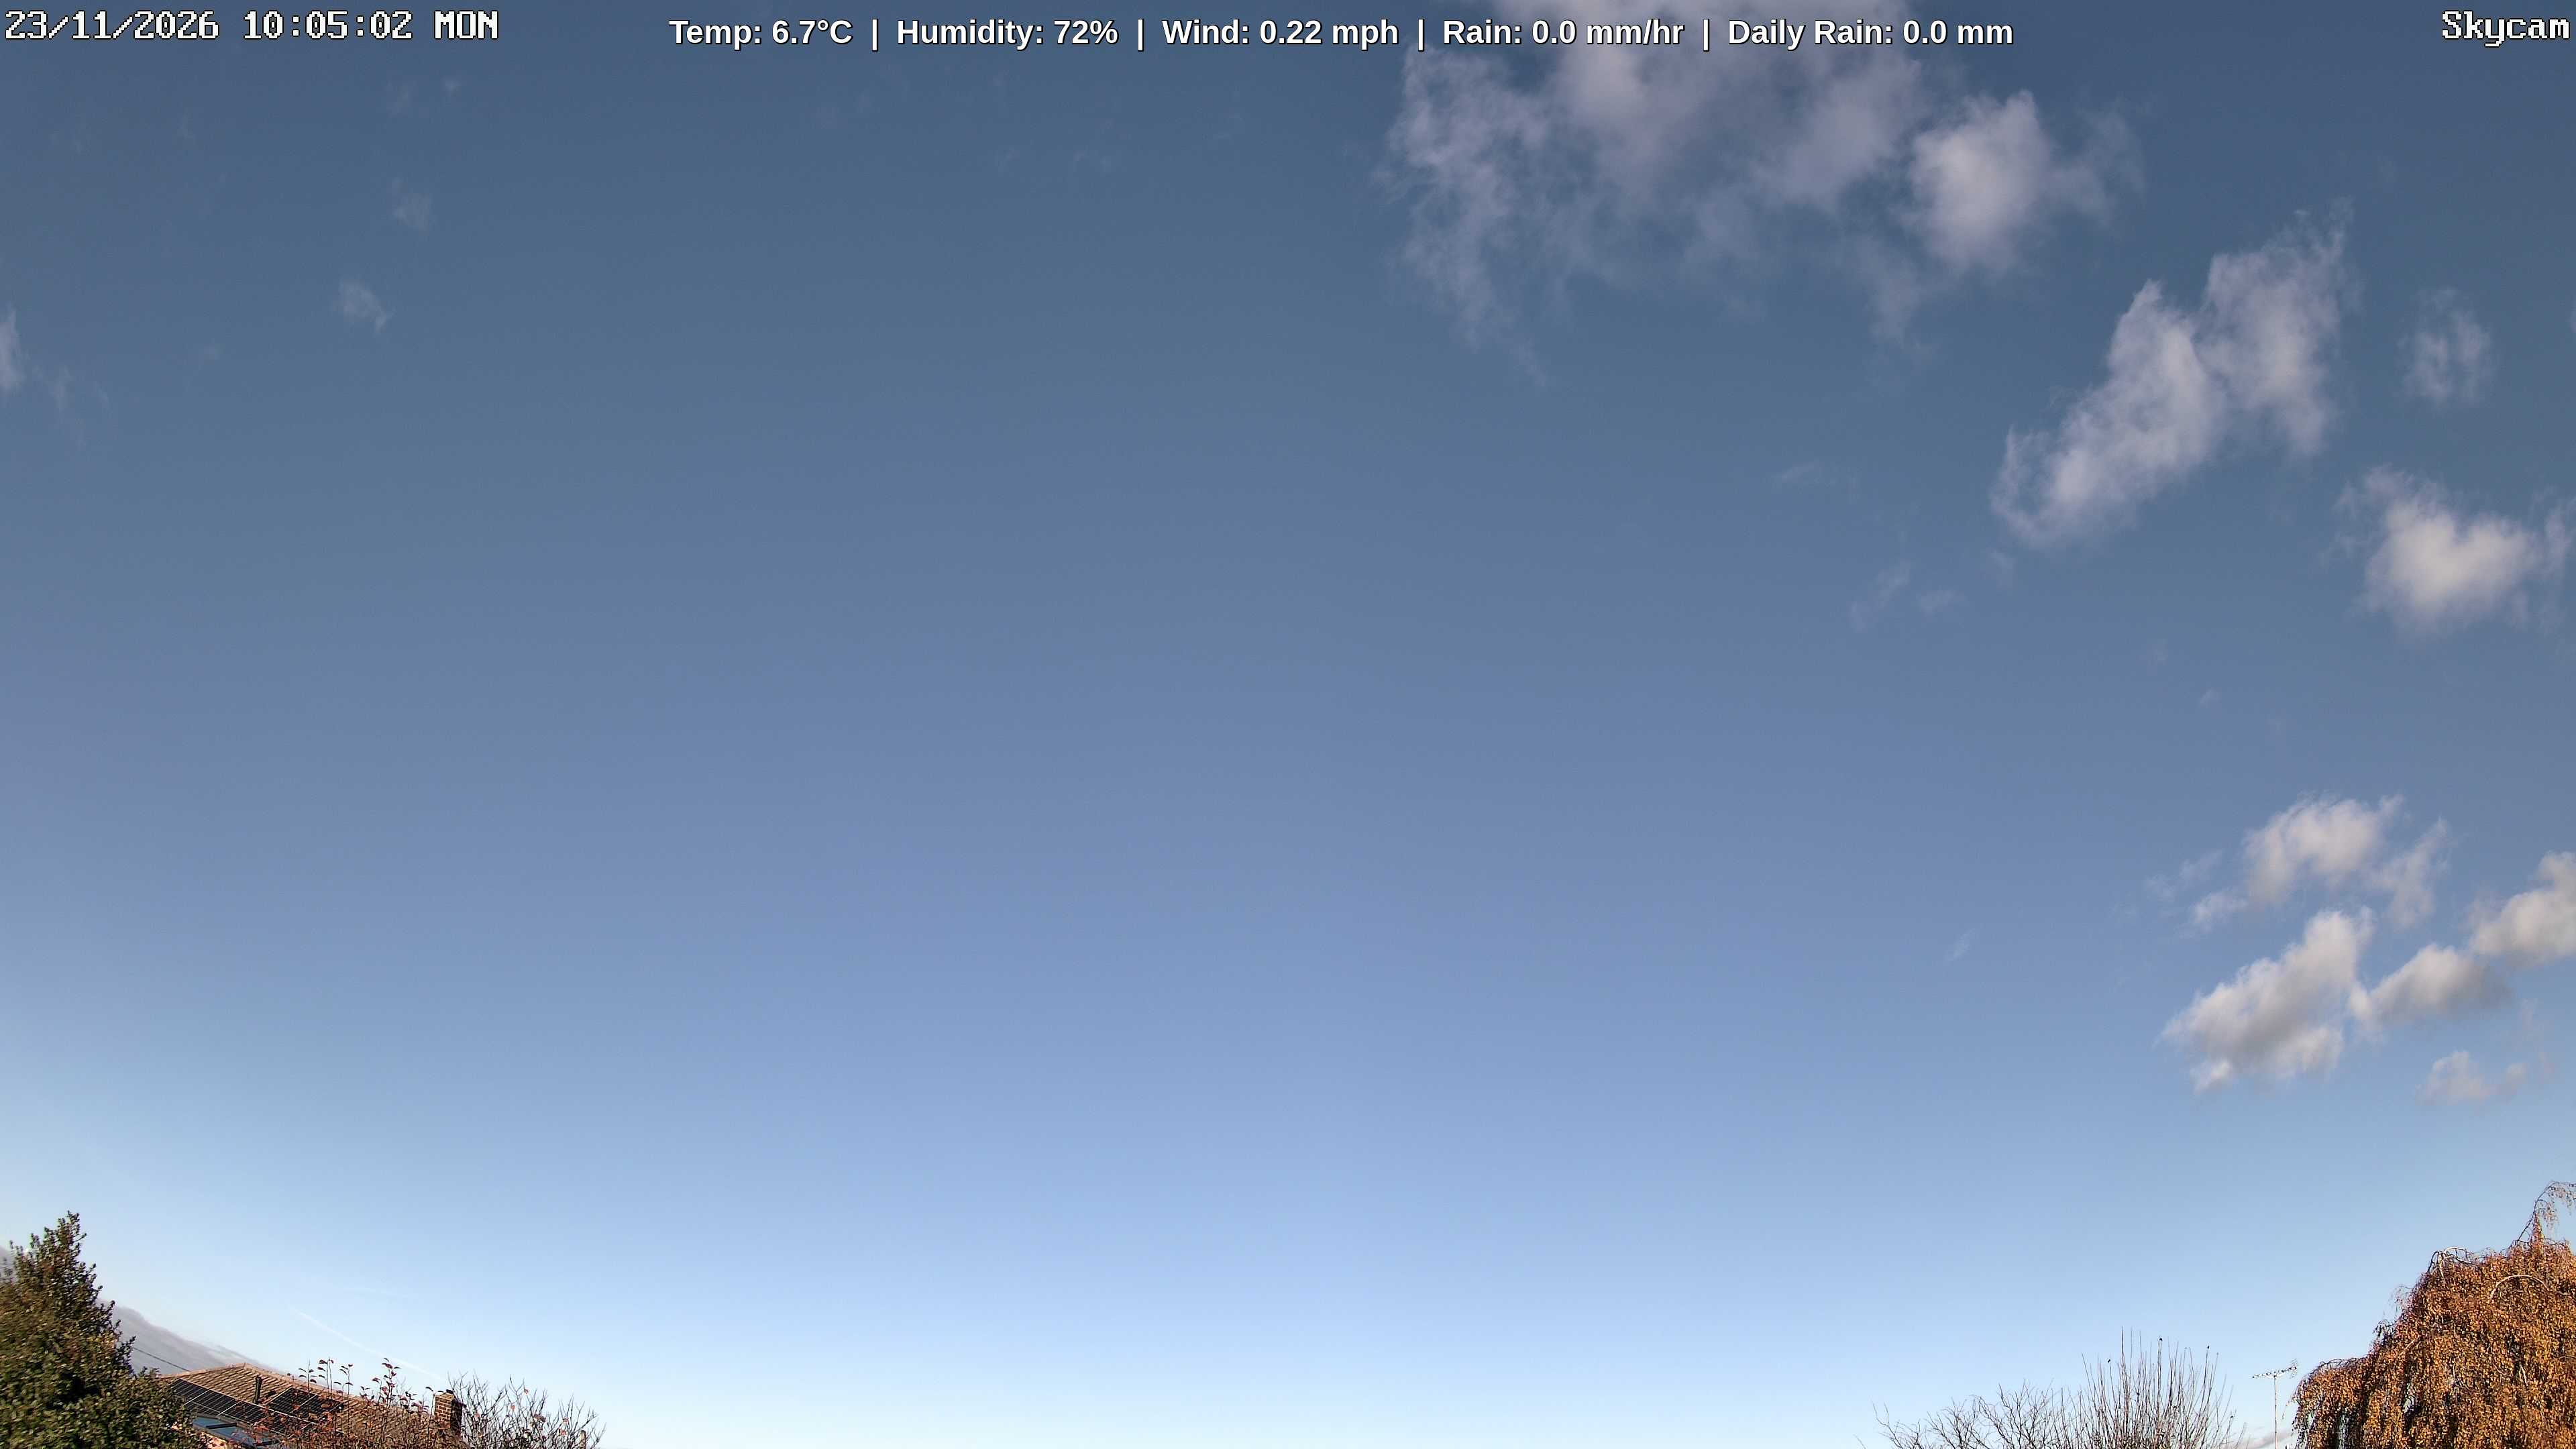 23/11/2026 10:05:02 MON
Temp: 6.7°C | Humidity: 72% | Wind: 0.22 mph | Rain: 0.0 mm/hr | Daily Rain: 0.0 mm
Skycam